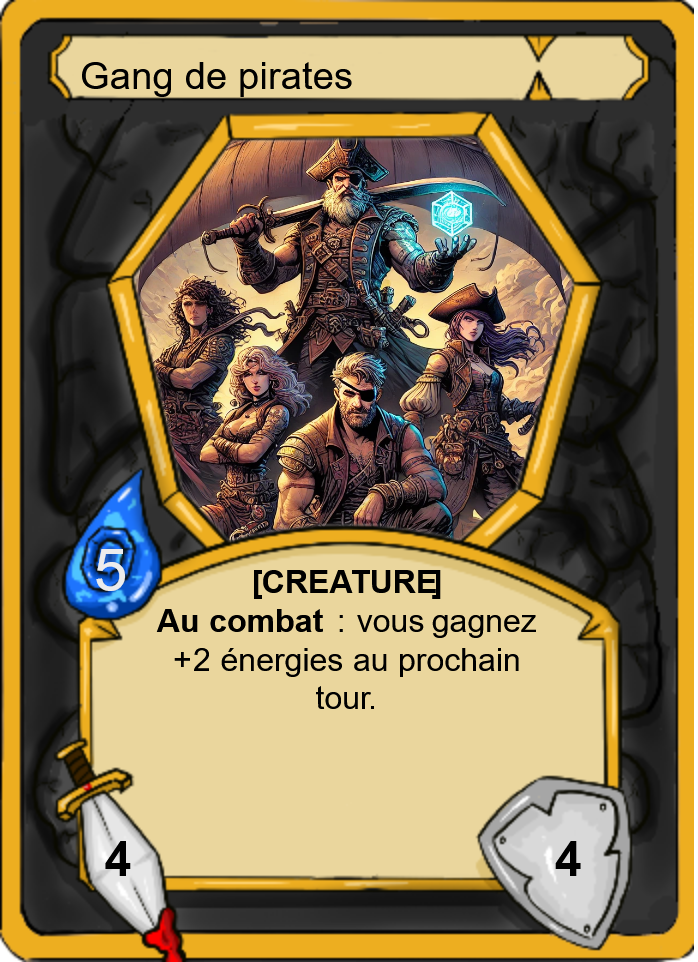 Gang de pirates
5
[CREATURE]
Au combat : vous gagnez
+2 énergies au prochain
tour.
4
4